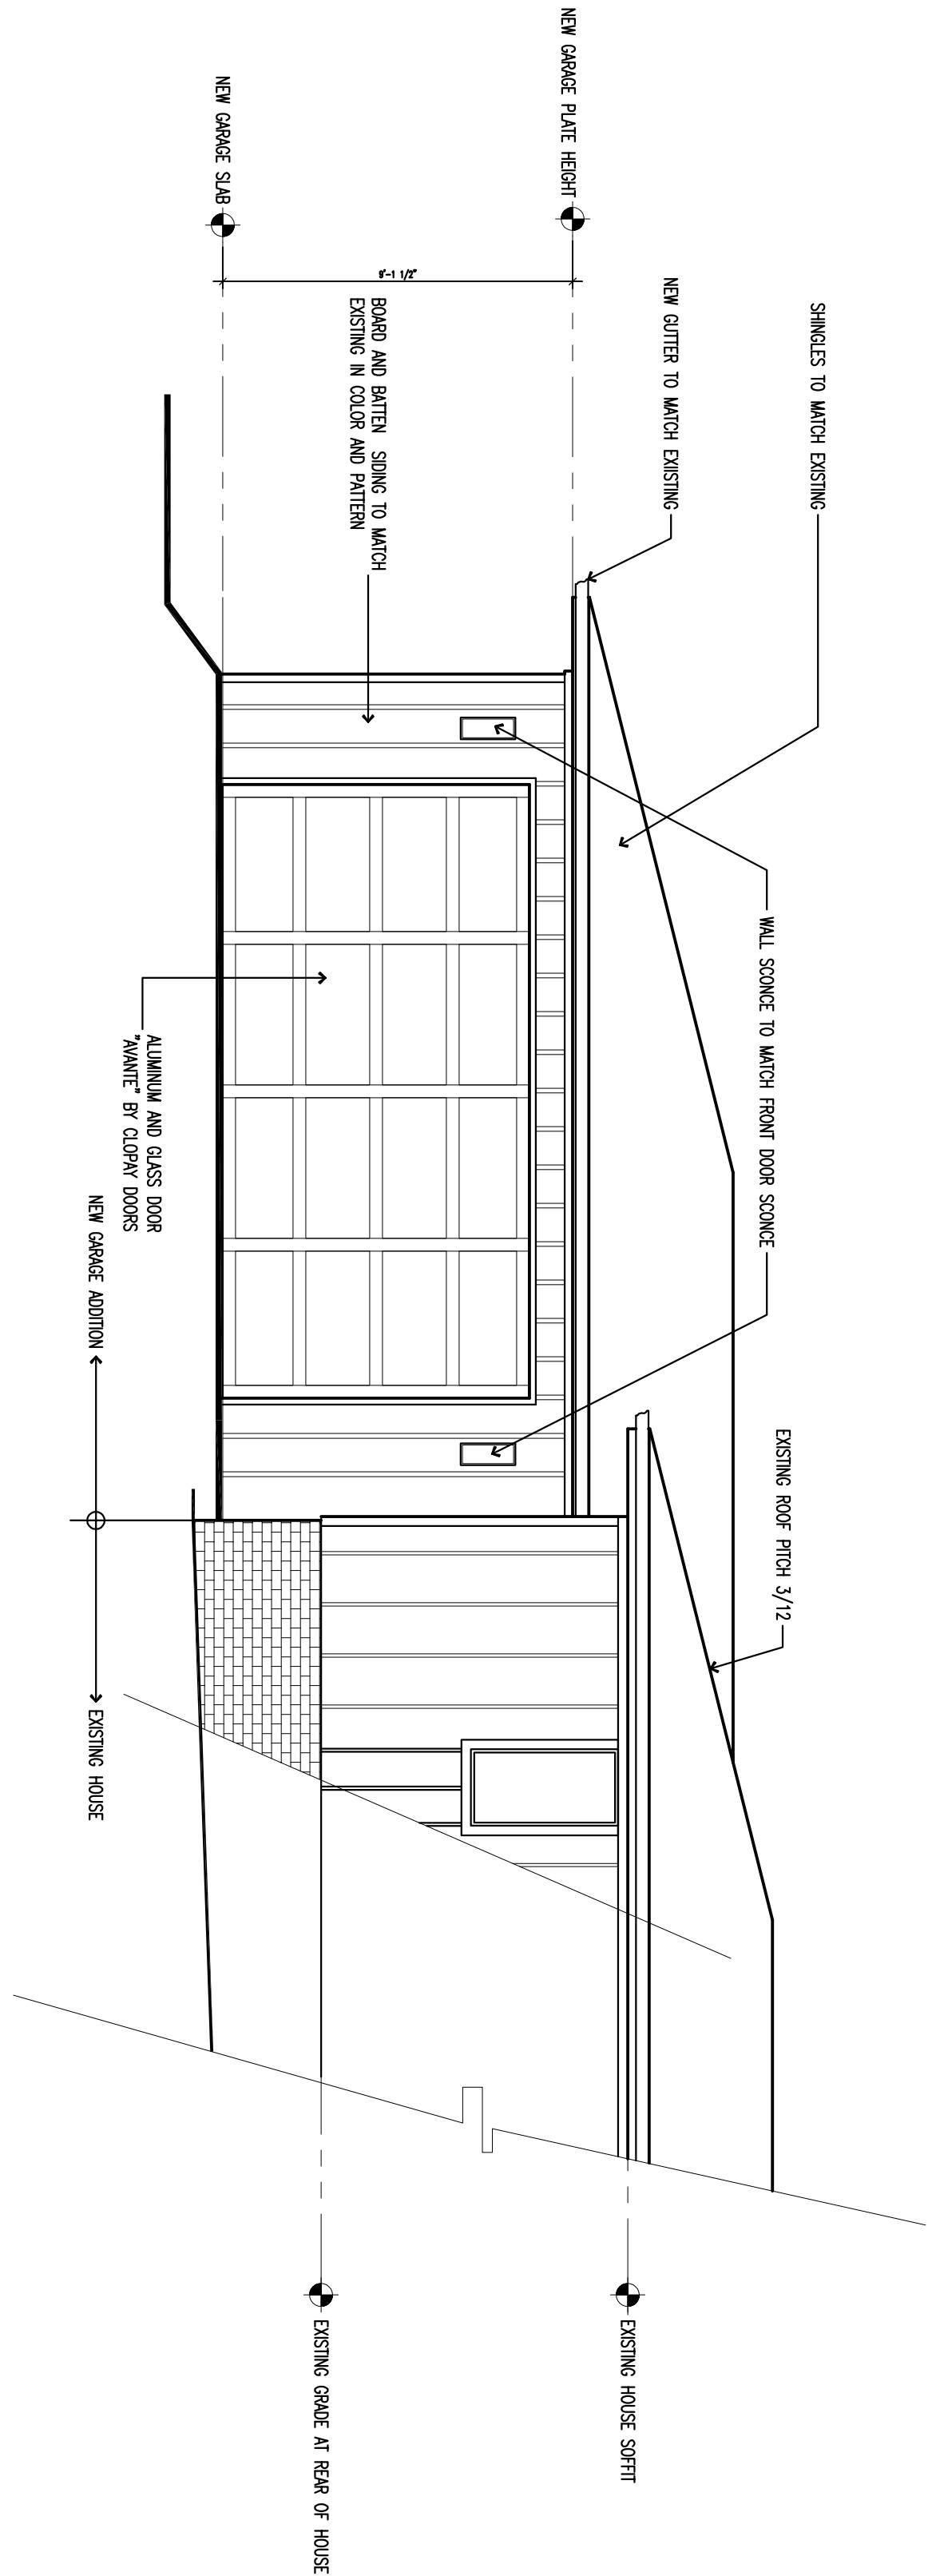 SHINGLES TO MATCH EXISTING
NEW GUTTER TO MATCH EXIISTING
NEW GARAGE PLATE HEIGHT
9'-1 1/2"
NEW GARAGE SLAB
BOARD AND BATTEN SIDING TO MATCH
EXISTING IN COLOR AND PATTERN
WALL SCONCE TO MATCH FRONT DOOR SCONCE
EXISTING ROOF PITCH 3/12
ALUMINUM AND GLASS DOOR
"AVANTE" BY CLOPAY DOORS
NEW GARAGE ADDITION
EXISTING HOUSE
EXISTING HOUSE SOFFIT
EXISTING GRADE AT REAR OF HOUSE